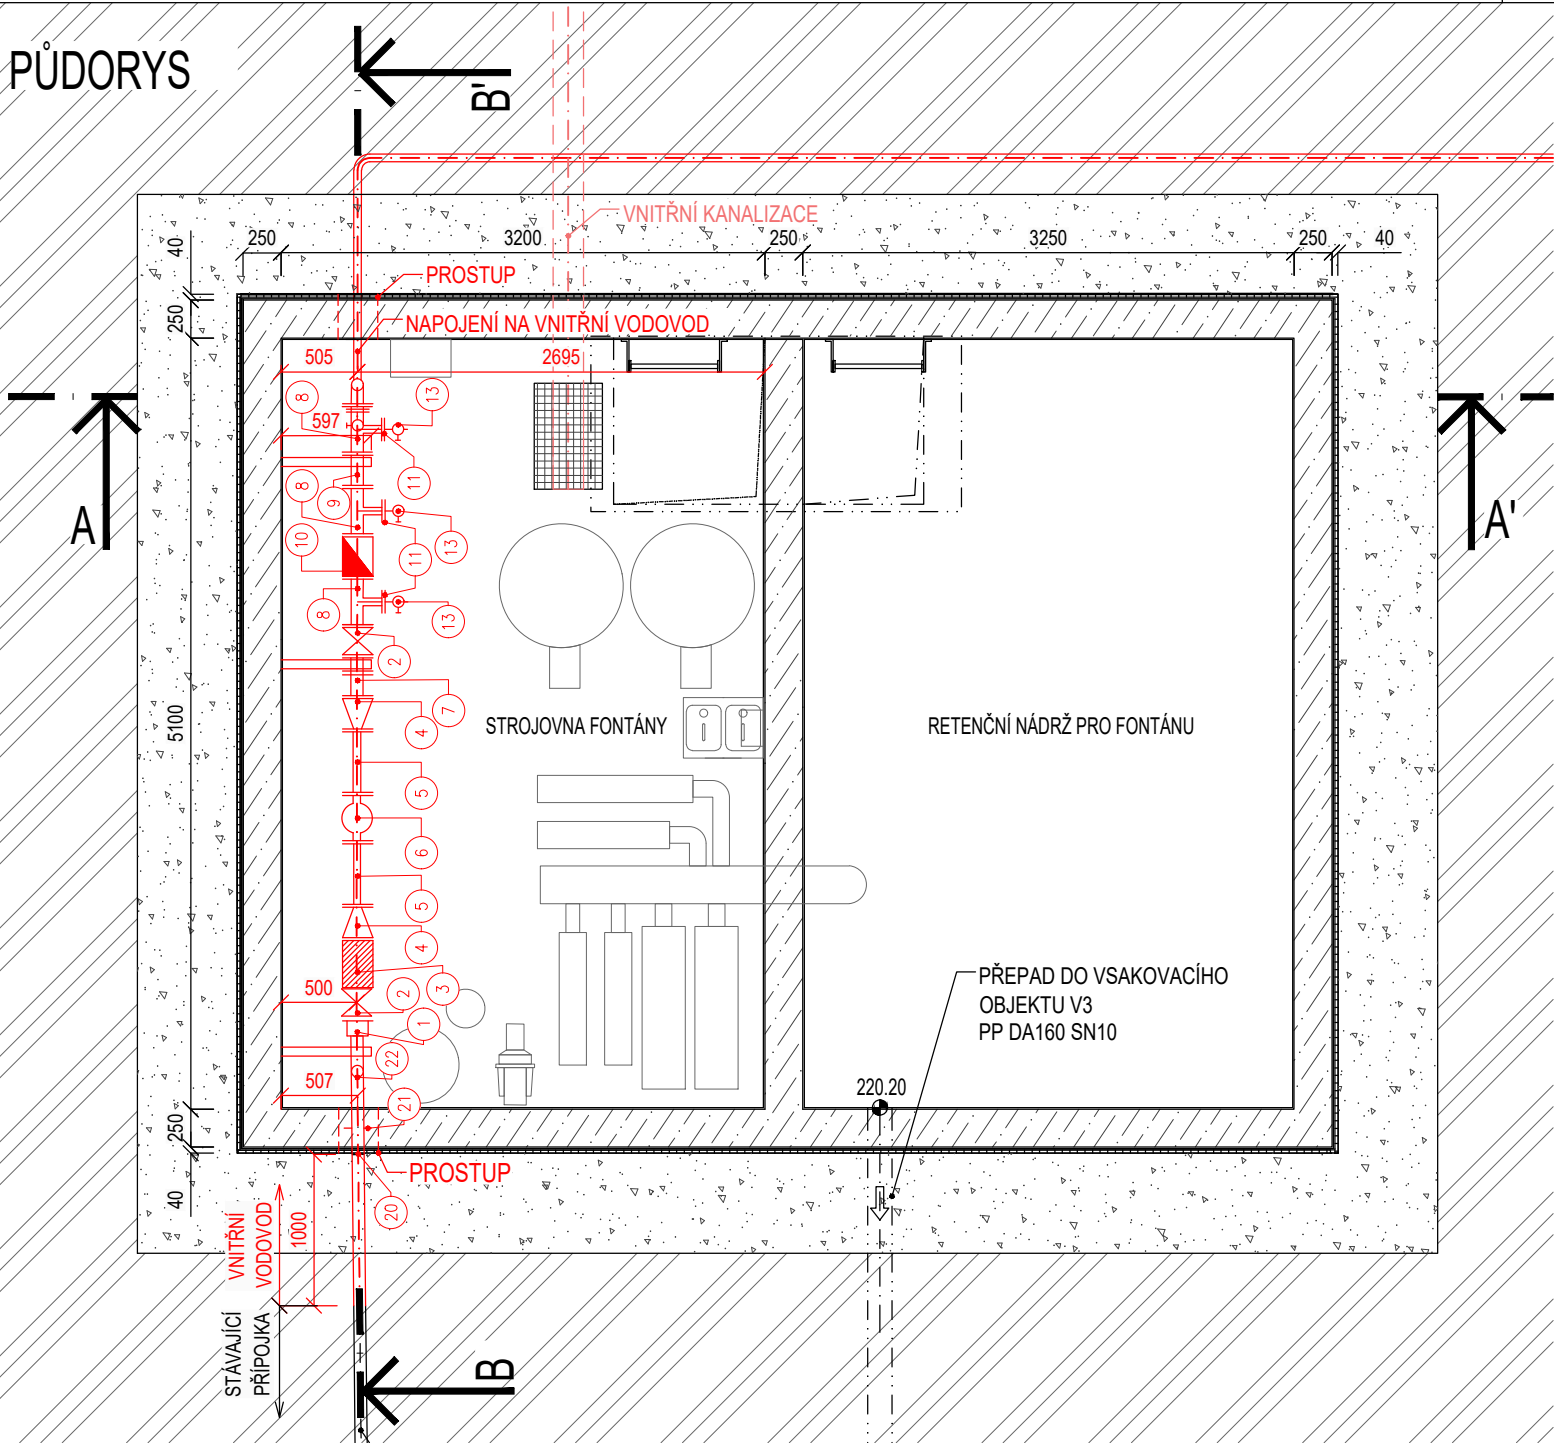 PŮDORYS
B'
VNITŘNÍ KANALIZACE
40
250
3200
250
3250
250
40
PROSTUP
250
NAPOJENÍ NA VNITŘNÍ VODOVOD
505
2695
8
13
597
A
A'
8
9
11
10
11
13
8
13
2
7
4
5100
STROJOVNA FONTÁNY
RETENČNÍ NÁDRŽ PRO FONTÁNU
5
6
5
4
PŘEPAD DO VSAKOVACÍHO
OBJEKTU V3
PP DA160 SN10
500
3
2
1
22
507
21
220.20
250
PROSTUP
40
20
VNITŘNÍ
VODOVOD
1000
STÁVAJÍCÍ
PŘÍPOJKA
B